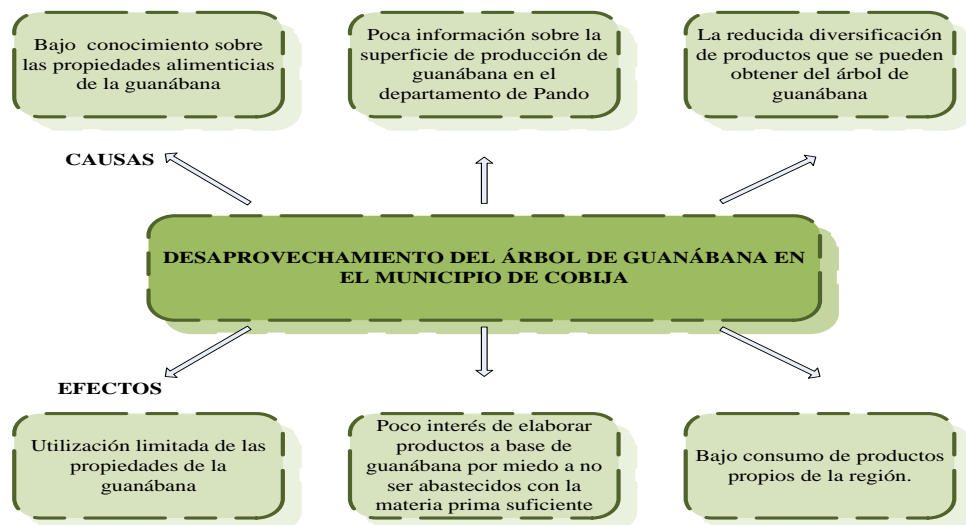 Bajo conocimiento sobre
las propiedades alimenticias
de la guanábana
Poca información sobre la
superficie de producción de
guanábana en el
departamento de Pando
La reducida diversificación
de productos que se pueden
obtener del árbol de
guanábana
CAUSAS
DESAPROVECHAMIENTO DEL ÁRBOL DE GUANÁBANA EN
EL MUNICIPIO DE COBIJA
EFECTOS
Utilización limitada de las
propiedades de la
guanábana
Poco interés de elaborar
productos a base de
guanábana por miedo a no
ser abastecidos con la
materia prima suficiente
Bajo consumo de productos
propios de la región.